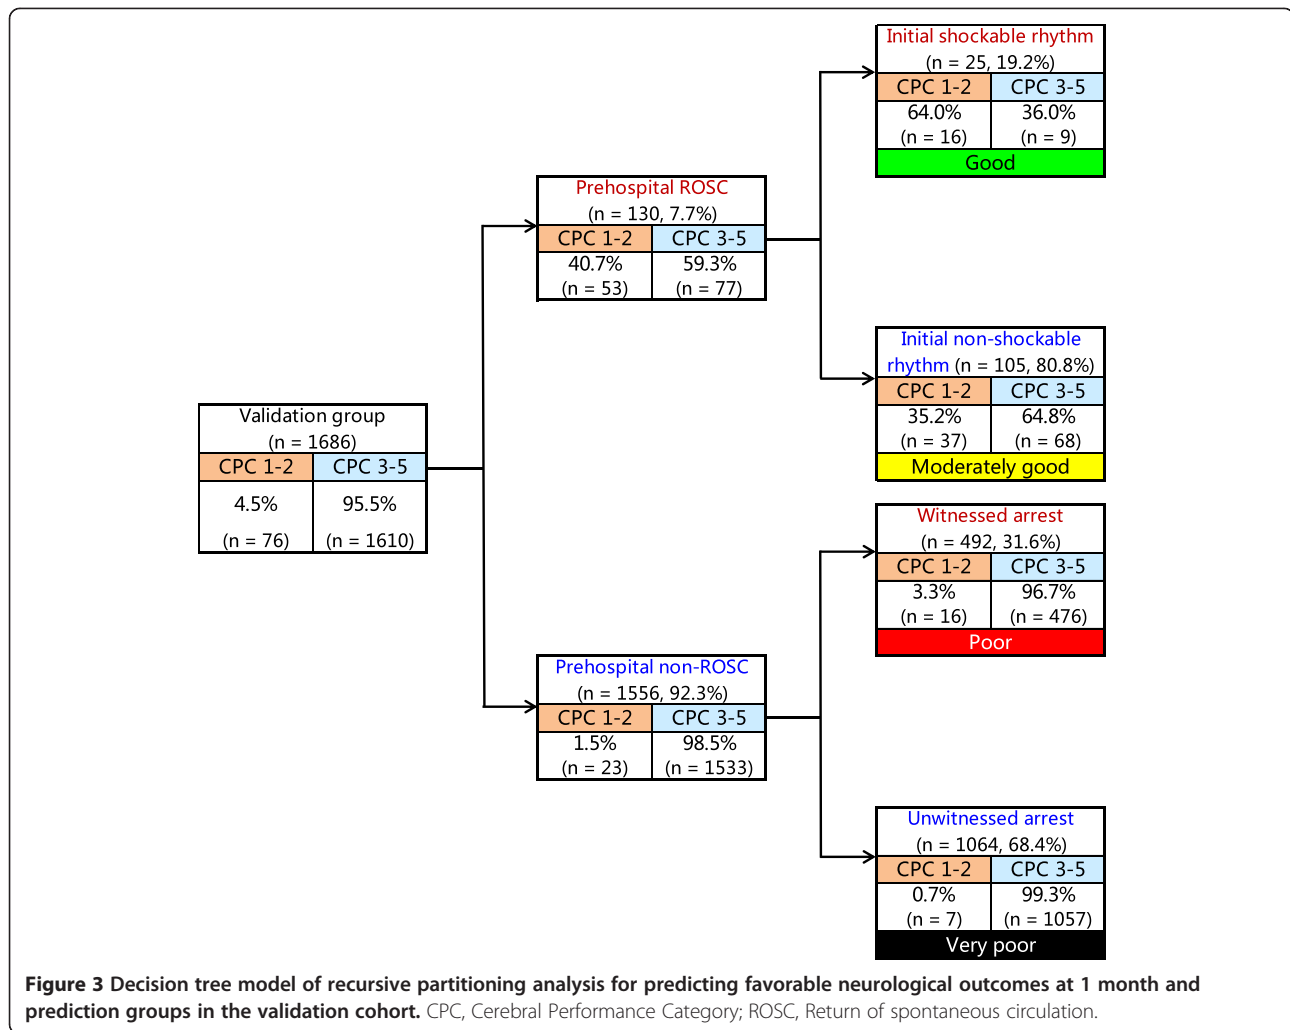 Initial shockable rhythm
(n = 25, 19.2%)
CPC 1-2 CPC 3-5
64.0% 36.0%
(n = 16) (n = 9)
Good
Prehospital ROSC
(n = 130, 7.7%)
CPC 1-2 CPC 3-5
40.7% 59.3%
(n = 53) (n = 77)
Initial non-shockable
rhythm (n = 105, 80.8%)
CPC 1-2 CPC 3-5
35.2% 64.8%
(n = 37) (n = 68)
Moderately good
Validation group
(n = 1686)
CPC 1-2 CPC 3-5
4.5% 95.5%
(n = 76) (n = 1610)
Witnessed arrest
(n = 492, 31.6%)
CPC 1-2 CPC 3-5
3.3% 96.7%
(n = 16) (n = 476)
Poor
Prehospital non-ROSC
(n = 1556, 92.3%)
CPC 1-2 CPC 3-5
1.5% 98.5%
(n = 23) (n = 1533)
Unwitnessed arrest
(n = 1064, 68.4%)
CPC 1-2 CPC 3-5
0.7% 99.3%
(n = 7) (n = 1057)
Very poor
Figure 3 Decision tree model of recursive partitioning analysis for predicting favorable neurological outcomes at 1 month and
prediction groups in the validation cohort. CPC, Cerebral Performance Category; ROSC, Return of spontaneous circulation.